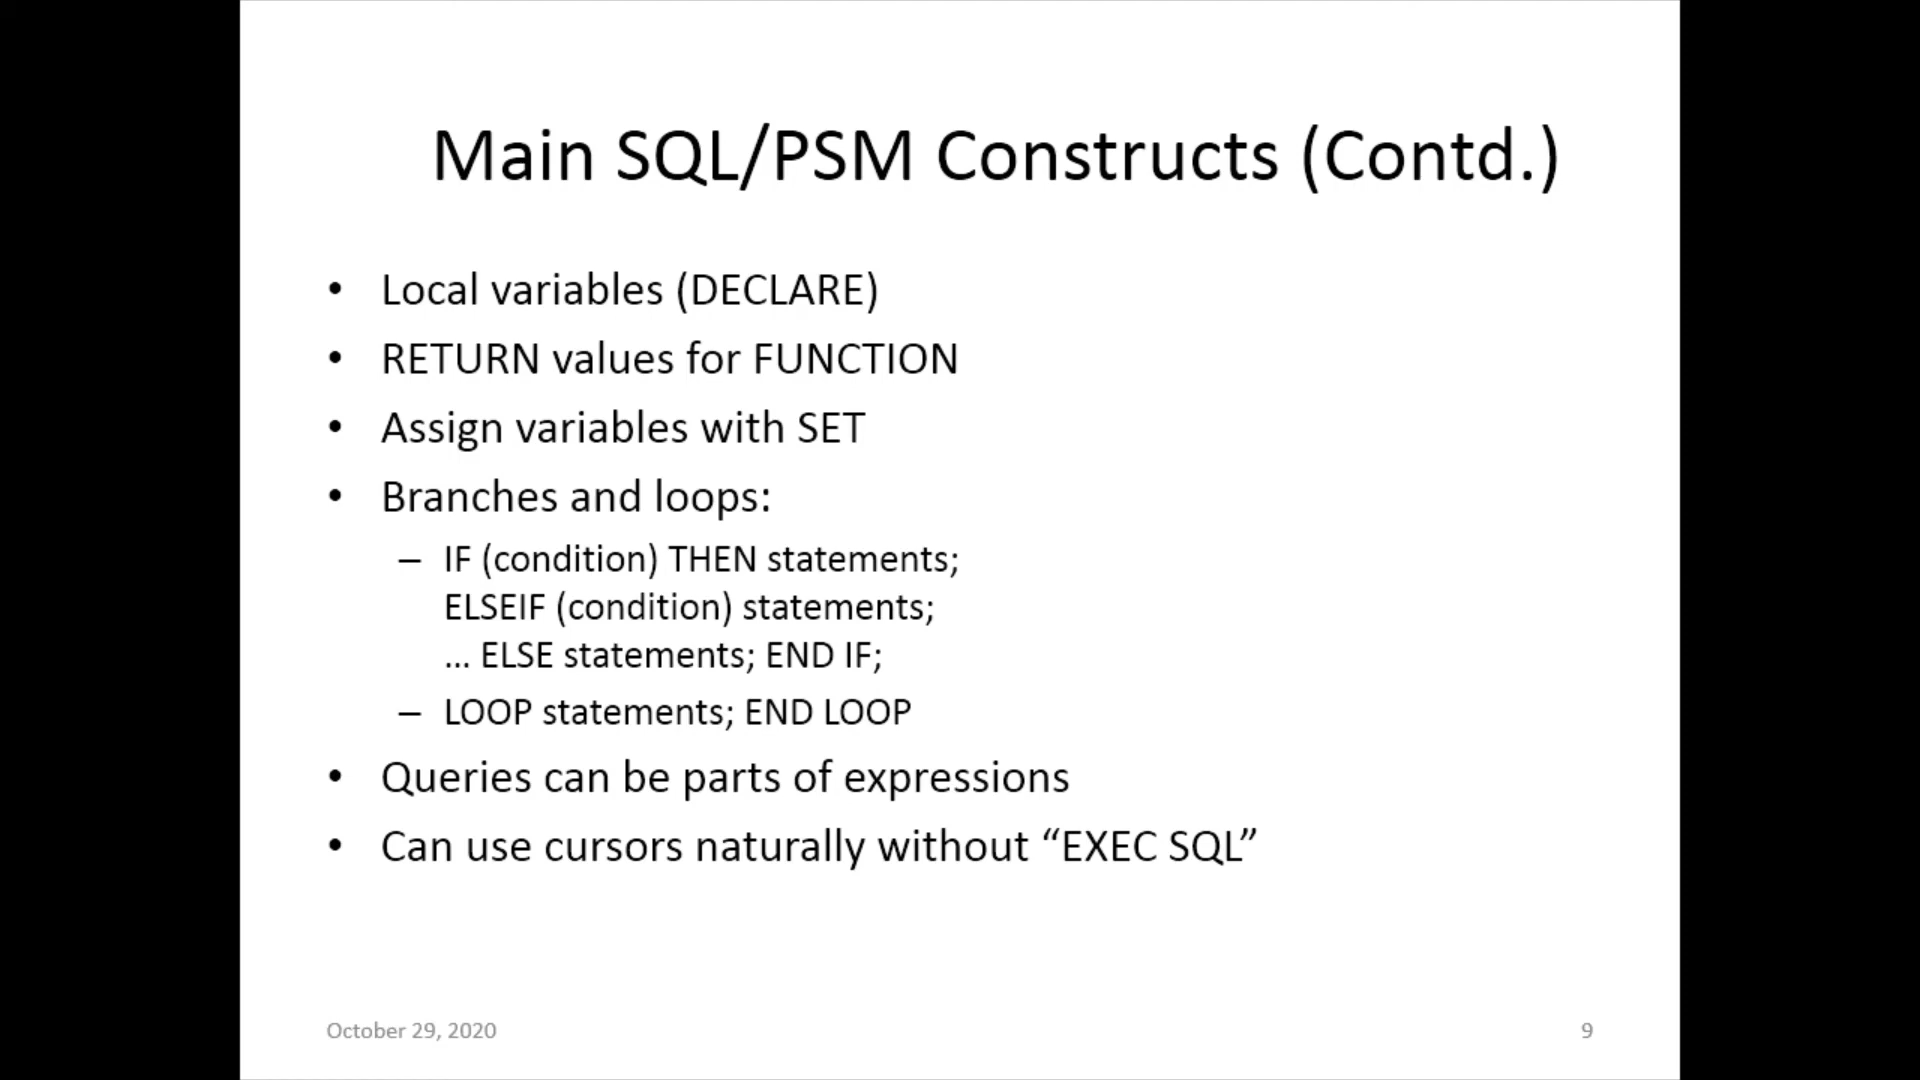 Main SQL/PSM Constructs (Contd.)
• Local variables (DECLARE)
• RETURN values for FUNCTION
• Assign variables with SET
• Branches and loops:
– IF (condition) THEN statements;
ELSEIF (condition) statements;
... ELSE statements; END IF;
– LOOP statements; END LOOP
• Queries can be parts of expressions
• Can use cursors naturally without “EXEC SQL”
October 29, 2020
9